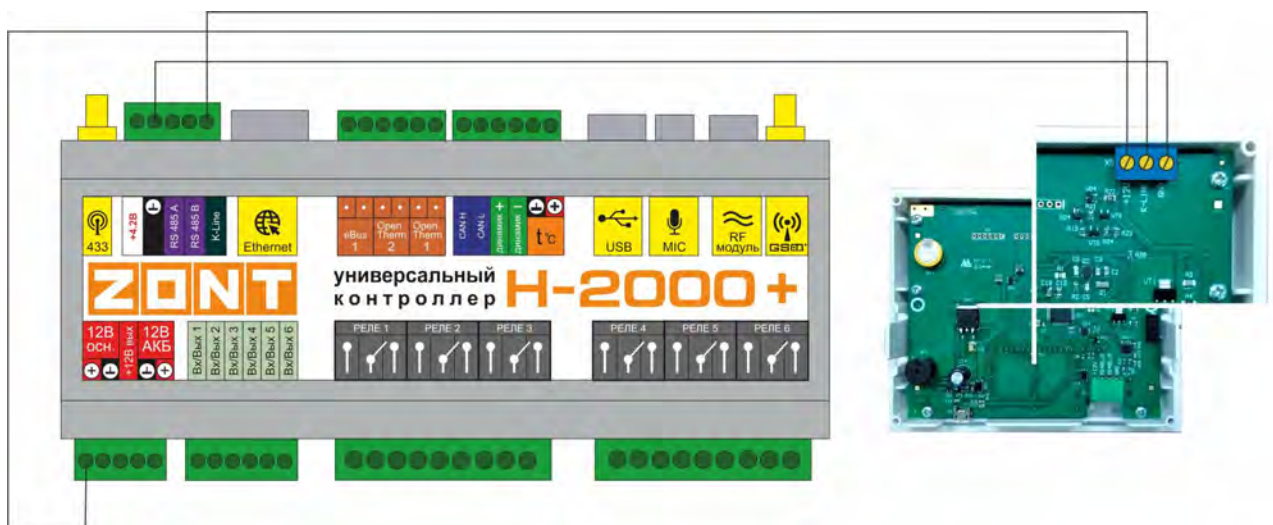 433
+4.2В
RS 485 A
RS 485 B
K-Line
Ethernet
eBus
1
Open
Therm
2
Open
Therm
1
CAN H
CAN L
динамик +
динамик –
t°c
USB
MIC
RF
модуль
GSM
ZONT
универсальный
контроллер
H-2000+
12В
осн.
+12В вых
12В
АКБ
Вх/Вых 1
Вх/Вых 2
Вх/Вых 3
Вх/Вых 4
Вх/Вых 5
Вх/Вых 6
РЕЛЕ 1
РЕЛЕ 2
РЕЛЕ 3
РЕЛЕ 4
РЕЛЕ 5
РЕЛЕ 6
+12V
K-LINE